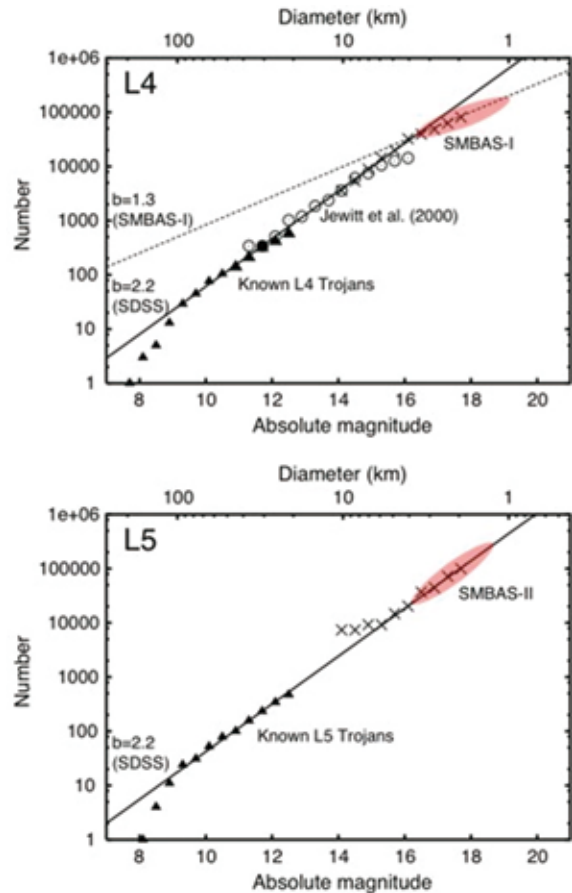 Diameter (km)
100 10 1
1e+06
100000
10000
1000
100
10
1
Number
L4
SMBAS-I
b=1.3
(SMBAS-I)
Jewitt et al. (2000)
b=2.2
(SDSS)
Known L4 Trojans
8 10 12 14 16 18 20
Absolute magnitude
Diameter (km)
100 10 1
1e+06
100000
10000
1000
100
10
1
Number
L5
SMBAS-II
Known L5 Trojans
b=2.2
(SDSS)
8 10 12 14 16 18 20
Absolute magnitude